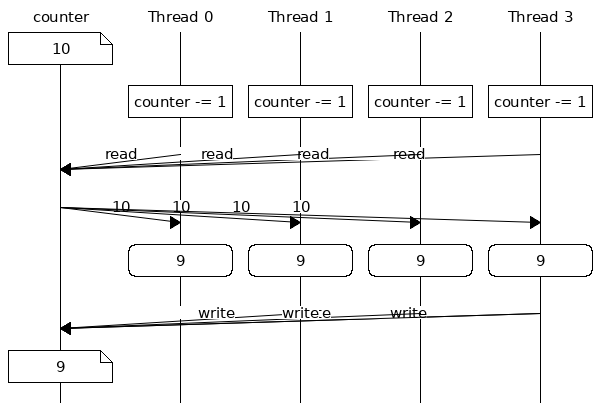 counter Thread 0 Thread 1 Thread 2 Thread 3
10
counter -= 1 counter -= 1 counter -= 1 counter -= 1
read read read read
10 10 10 10
9 9 9 9
write write write
9